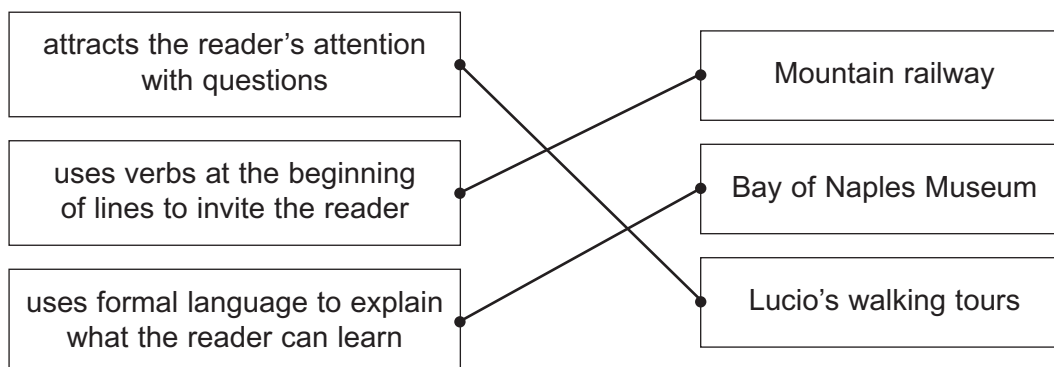 attracts the reader’s attention
with questions
uses verbs at the beginning
of lines to invite the reader
uses formal language to explain
what the reader can learn
Mountain railway
Bay of Naples Museum
Lucio’s walking tours